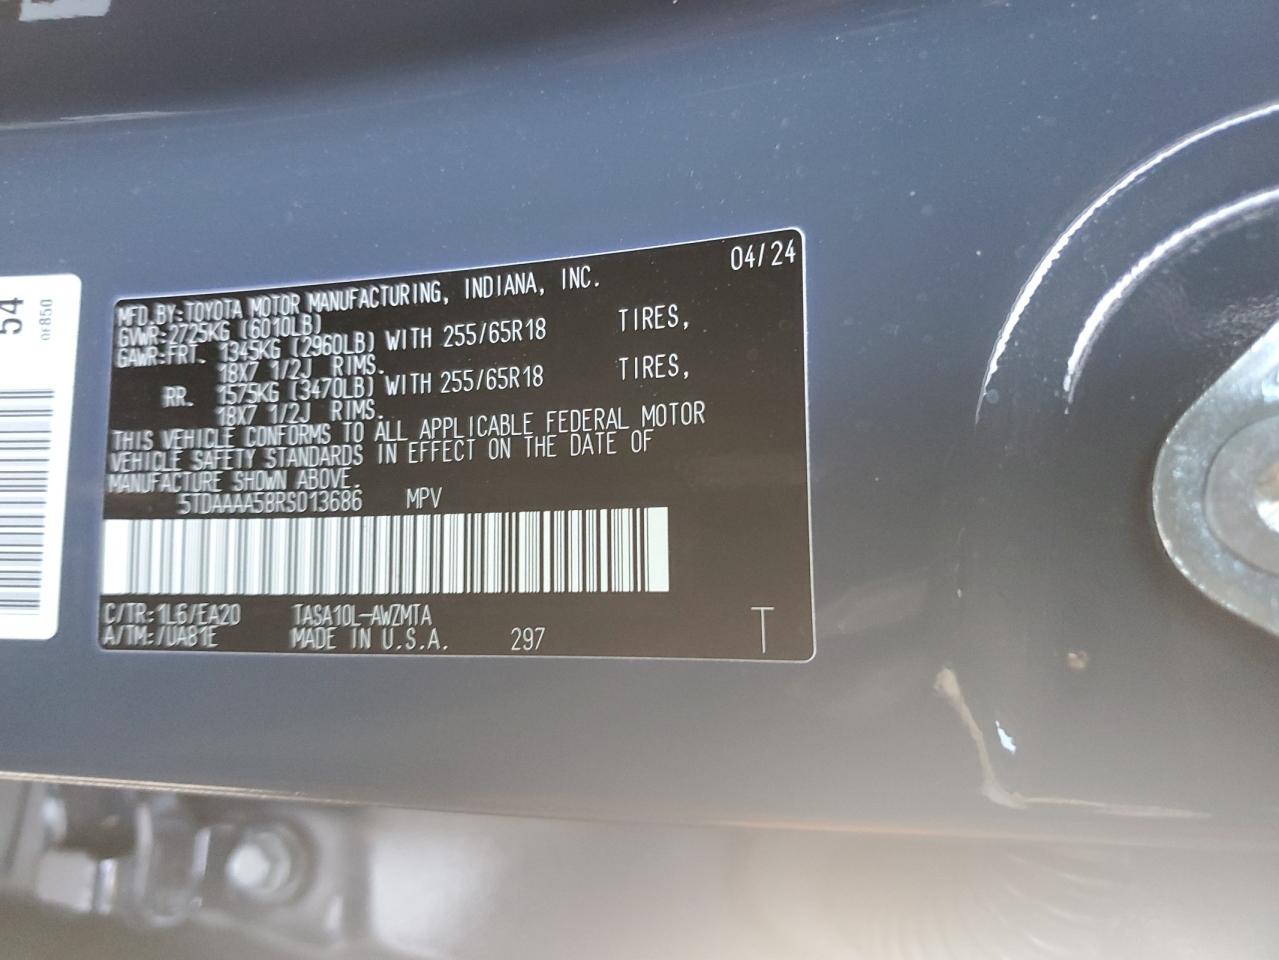 54
0F850
04/24
MFD.BY:TOYOTA MOTOR MANUFACTURING, INDIANA, INC.
GVWR:2725KG (6010LB)
GAWR:FRT. 1345KG (2960LB) WITH 255/65R18 TIRES,
18X7 1/2J RIMS.
RR. 1575KG (3470LB) WITH 255/65R18 TIRES,
18X7 1/2J RIMS.
THIS VEHICLE CONFORMS TO ALL APPLICABLE FEDERAL MOTOR
VEHICLE SAFETY STANDARDS IN EFFECT ON THE DATE OF
MANUFACTURE SHOWN ABOVE.
5TDAAAA58RS013686 MPV
C/TR:1L6/EA20 TASA10L-AWZMTA
A/TM:/UA81E MADE IN U.S.A. 297 T